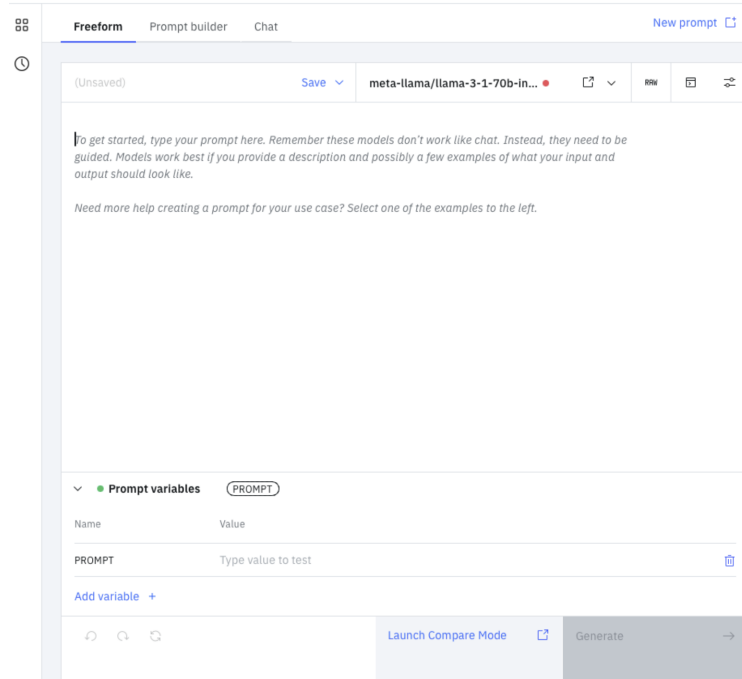 Freeform Prompt builder Chat New prompt
(Unsaved) Save meta-llama/llama-3-1-70b-in... RAW
To get started, type your prompt here. Remember these models don't work like chat. Instead, they need to be
guided. Models work best if you provide a description and possibly a few examples of what your input and
output should look like.
Need more help creating a prompt for your use case? Select one of the examples to the left.
Prompt variables PROMPT
Name Value
PROMPT Type value to test
Add variable +
Launch Compare Mode Generate